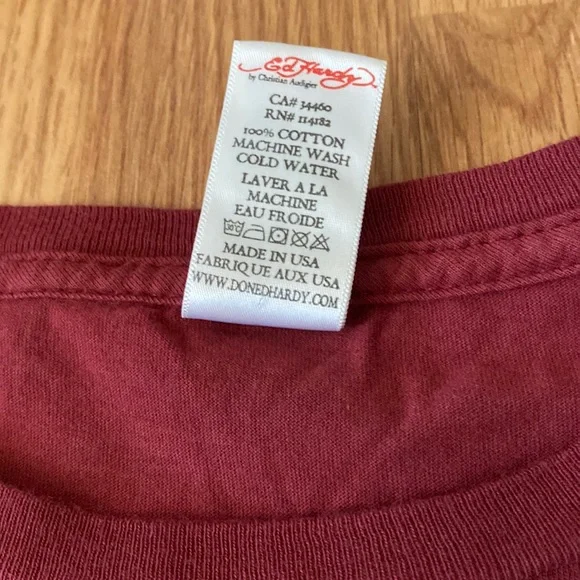 Ed Hardy
by Christian Audigier
CA# 34460
RN# 114182
100% COTTON
MACHINE WASH
COLD WATER
LAVER A LA
MACHINE
EAU FROIDE
30°C
MADE IN USA
FABRIQUE AUX USA
WWW.DONEDHARDY.COM